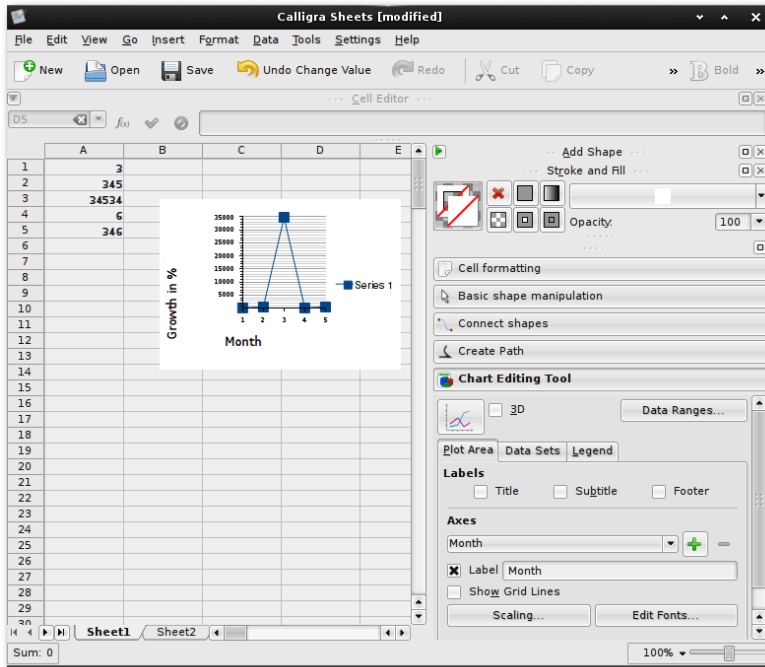 Calligra Sheets [modified]
File Edit View Go Insert Format Data Tools Settings Help
New Open Save Undo Change Value Redo Cut Copy » B Bold »
Cell Editor
D5 f(x)
A B C D E
1 3
2 345
3 34534
4 6
5 346
6
7
8
9
10
11
12
13
14
15
16
17
18
19
20
21
22
23
24
25
26
27
28
29
30
35000
30000
25000
20000
15000
10000
5000
1 2 3 4 5
Growth in %
Month
Series 1
Sheet1 Sheet2
Sum: 0
Add Shape
Stroke and Fill
Opacity: 100
Cell formatting
Basic shape manipulation
Connect shapes
Create Path
Chart Editing Tool
3D Data Ranges...
Plot Area Data Sets Legend
Labels
Title Subtitle Footer
Axes
Month
Label Month
Show Grid Lines
Scaling... Edit Fonts...
100%